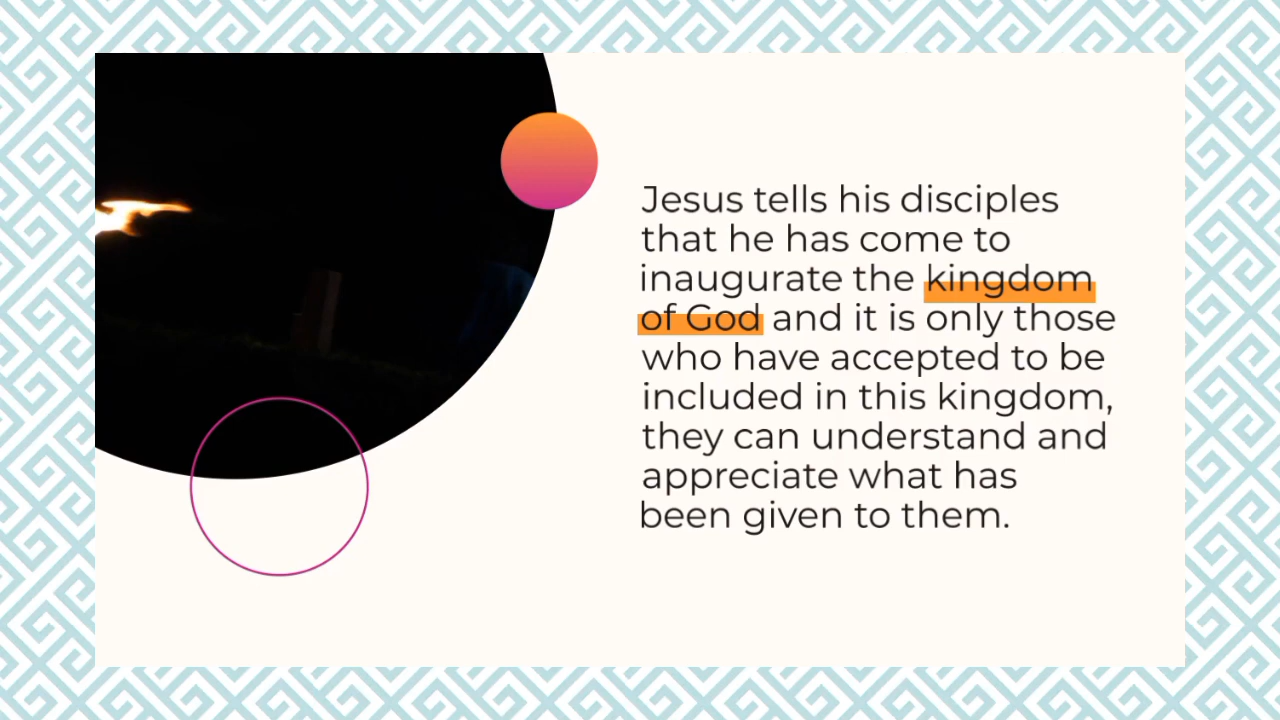 Jesus tells his disciples
that he has come to
inaugurate the kingdom
of God and it is only those
who have accepted to be
included in this kingdom,
they can understand and
appreciate what has
been given to them.